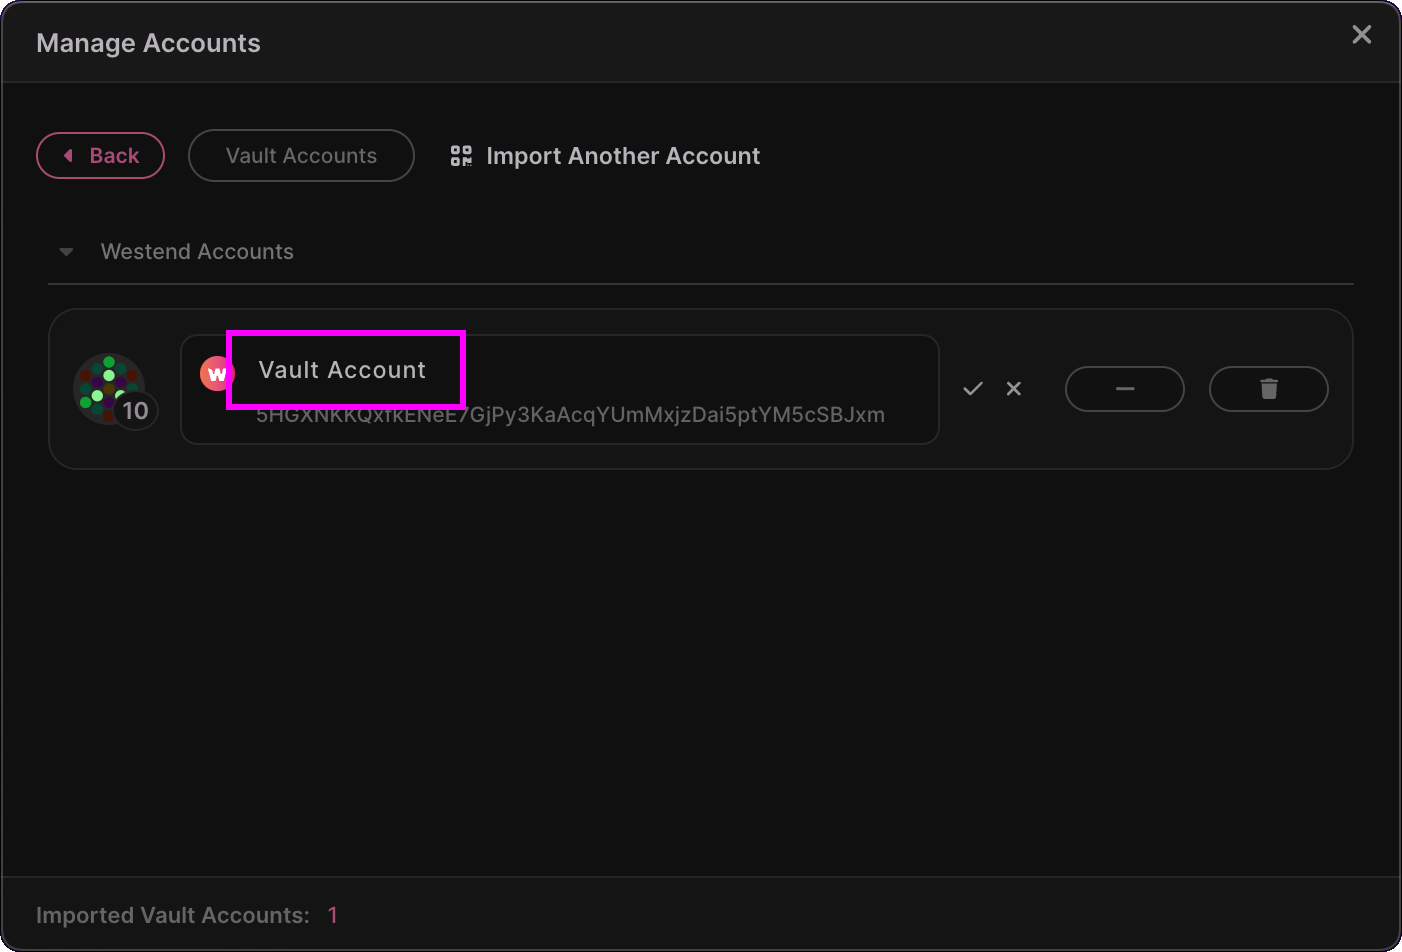 Manage Accounts
Back
Vault Accounts
Import Another Account
Westend Accounts
w
Vault Account
10
5HGXNKKQxfkENeE7GjPy3KaAcqYUmMxjzDai5ptYM5cSBJxm
Imported Vault Accounts: 1